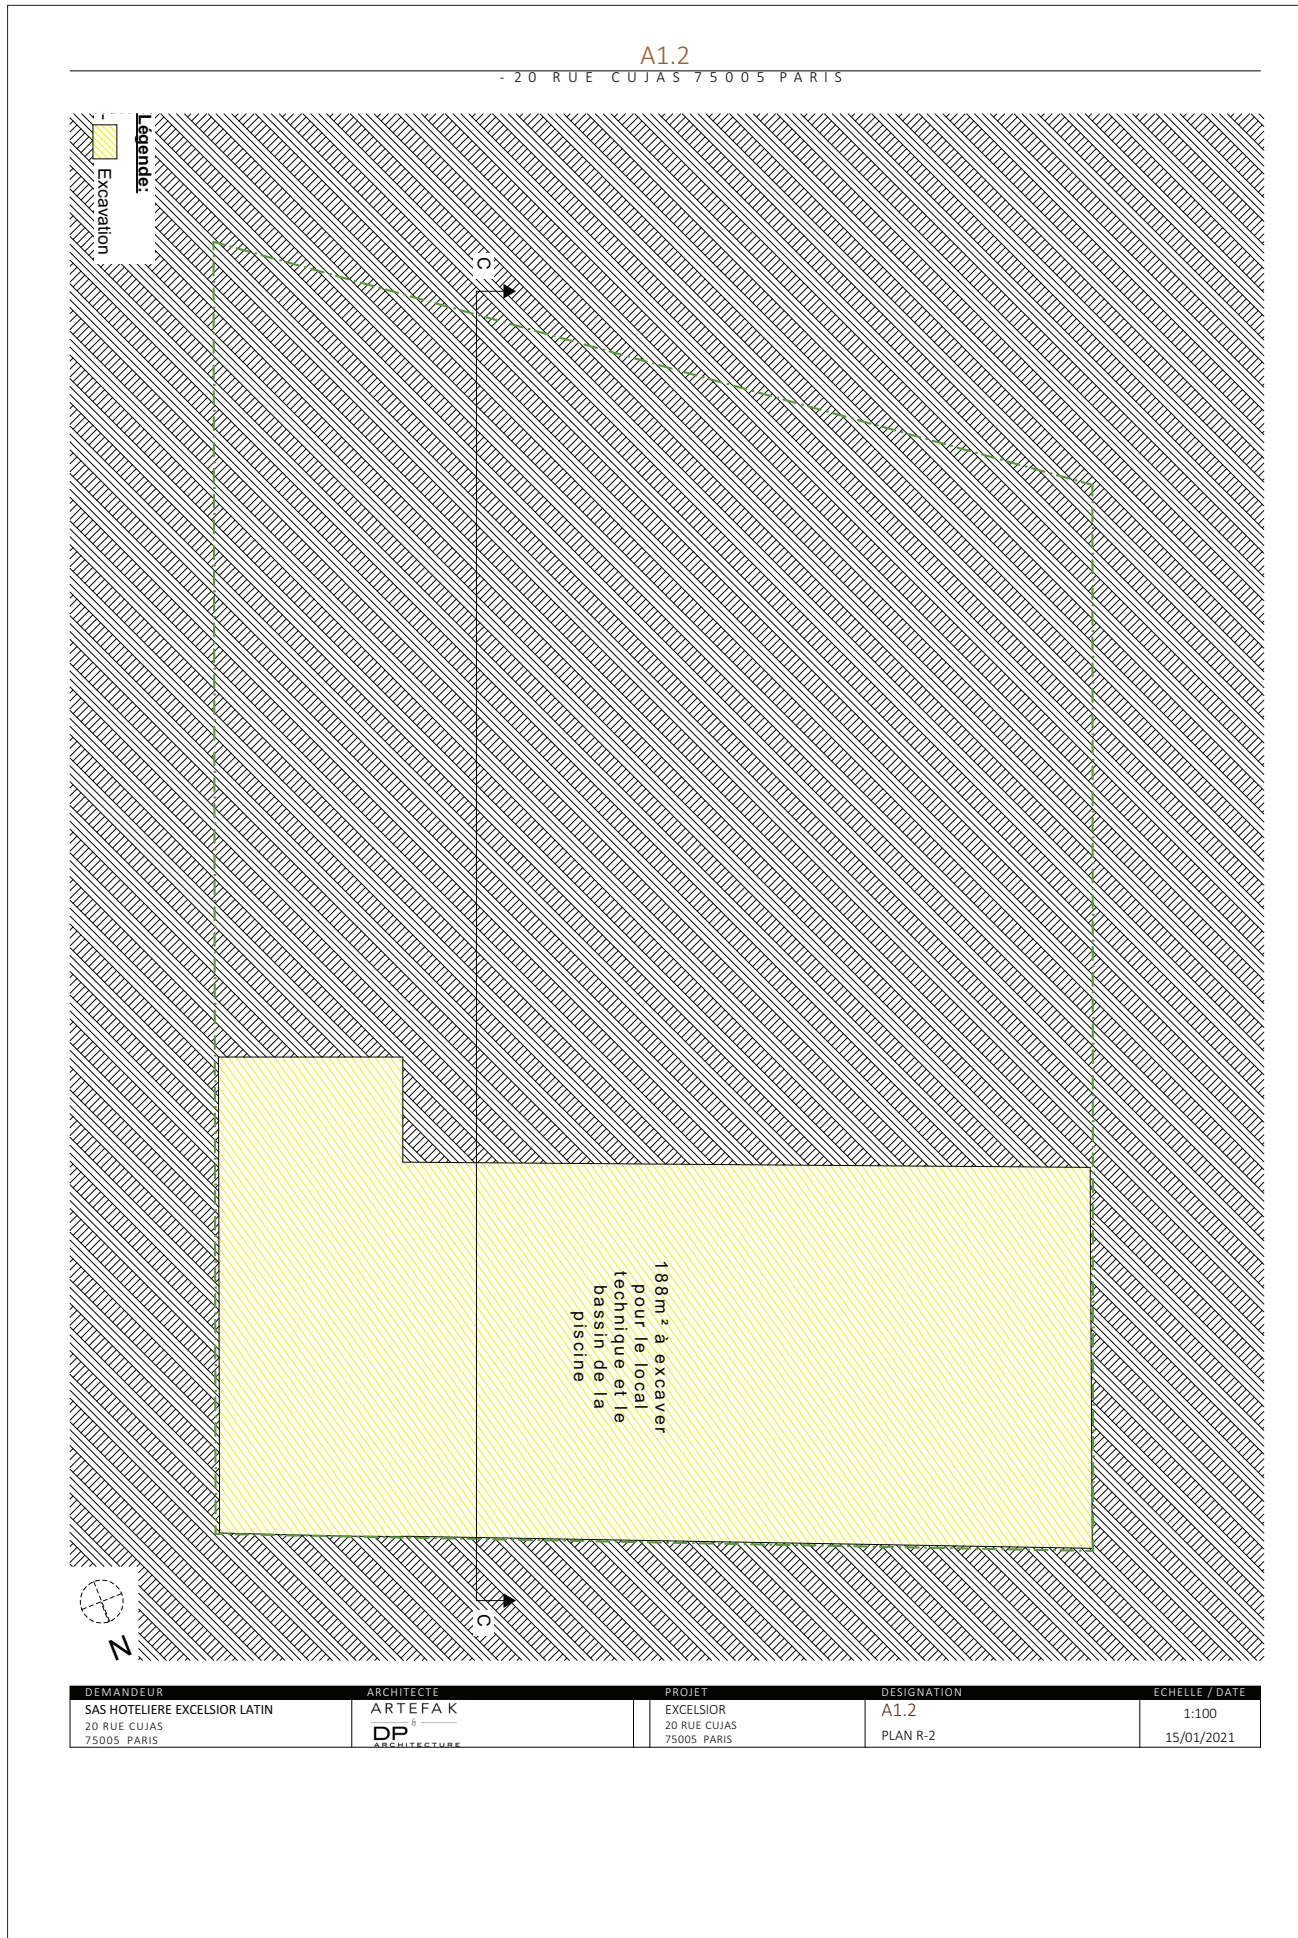 A1.2
- 20 RUE CUJAS 75005 PARIS
Légende:
Excavation
C
188m² à excaver
pour le local
technique et le
bassin de la
piscine
C
N
DEMANDEUR
SAS HOTELIERE EXCELSIOR LATIN
20 RUE CUJAS
75005 PARIS
ARCHITECTE
ARTEFAK
&
DP
ARCHITECTURE
PROJET
EXCELSIOR
20 RUE CUJAS
75005 PARIS
DESIGNATION
A1.2
PLAN R-2
ECHELLE / DATE
1:100
15/01/2021